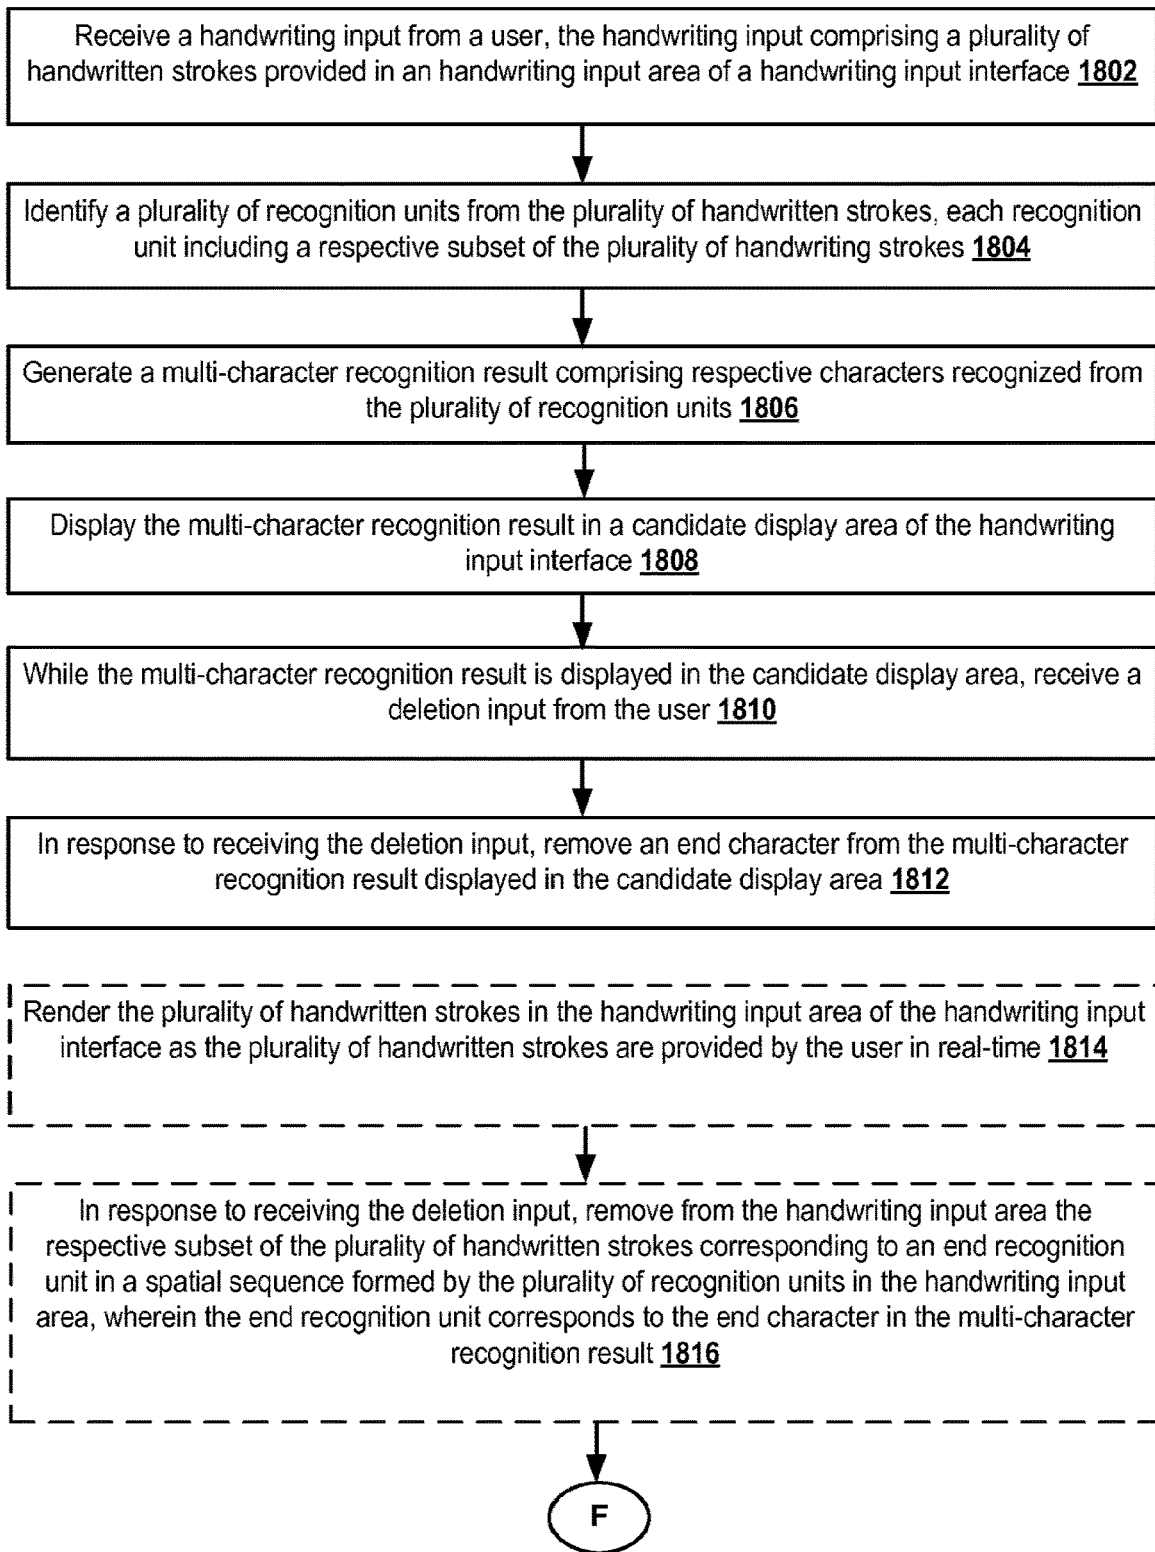 Receive a handwriting input from a user, the handwriting input comprising a plurality of
handwritten strokes provided in an handwriting input area of a handwriting input interface 1802
Identify a plurality of recognition units from the plurality of handwritten strokes, each recognition
unit including a respective subset of the plurality of handwriting strokes 1804
Generate a multi-character recognition result comprising respective characters recognized from
the plurality of recognition units 1806
Display the multi-character recognition result in a candidate display area of the handwriting
input interface 1808
While the multi-character recognition result is displayed in the candidate display area, receive a
deletion input from the user 1810
In response to receiving the deletion input, remove an end character from the multi-character
recognition result displayed in the candidate display area 1812
Render the plurality of handwritten strokes in the handwriting input area of the handwriting input
interface as the plurality of handwritten strokes are provided by the user in real-time 1814
In response to receiving the deletion input, remove from the handwriting input area the
respective subset of the plurality of handwritten strokes corresponding to an end recognition
unit in a spatial sequence formed by the plurality of recognition units in the handwriting input
area, wherein the end recognition unit corresponds to the end character in the multi-character
recognition result 1816
F